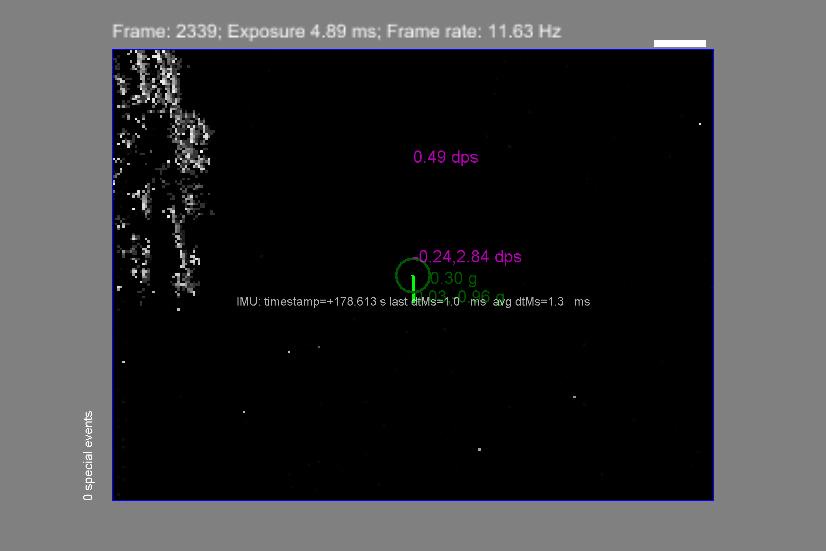 Frame: 2339; Exposure 4.89 ms; Frame rate: 11.63 Hz
0.49 dps
-0.24,2.84 dps
0.30 g
0.96 g
IMU: timestamp=+178.613 s last dtMs=1.0 ms avg dtMs=1.3 ms
0 special events